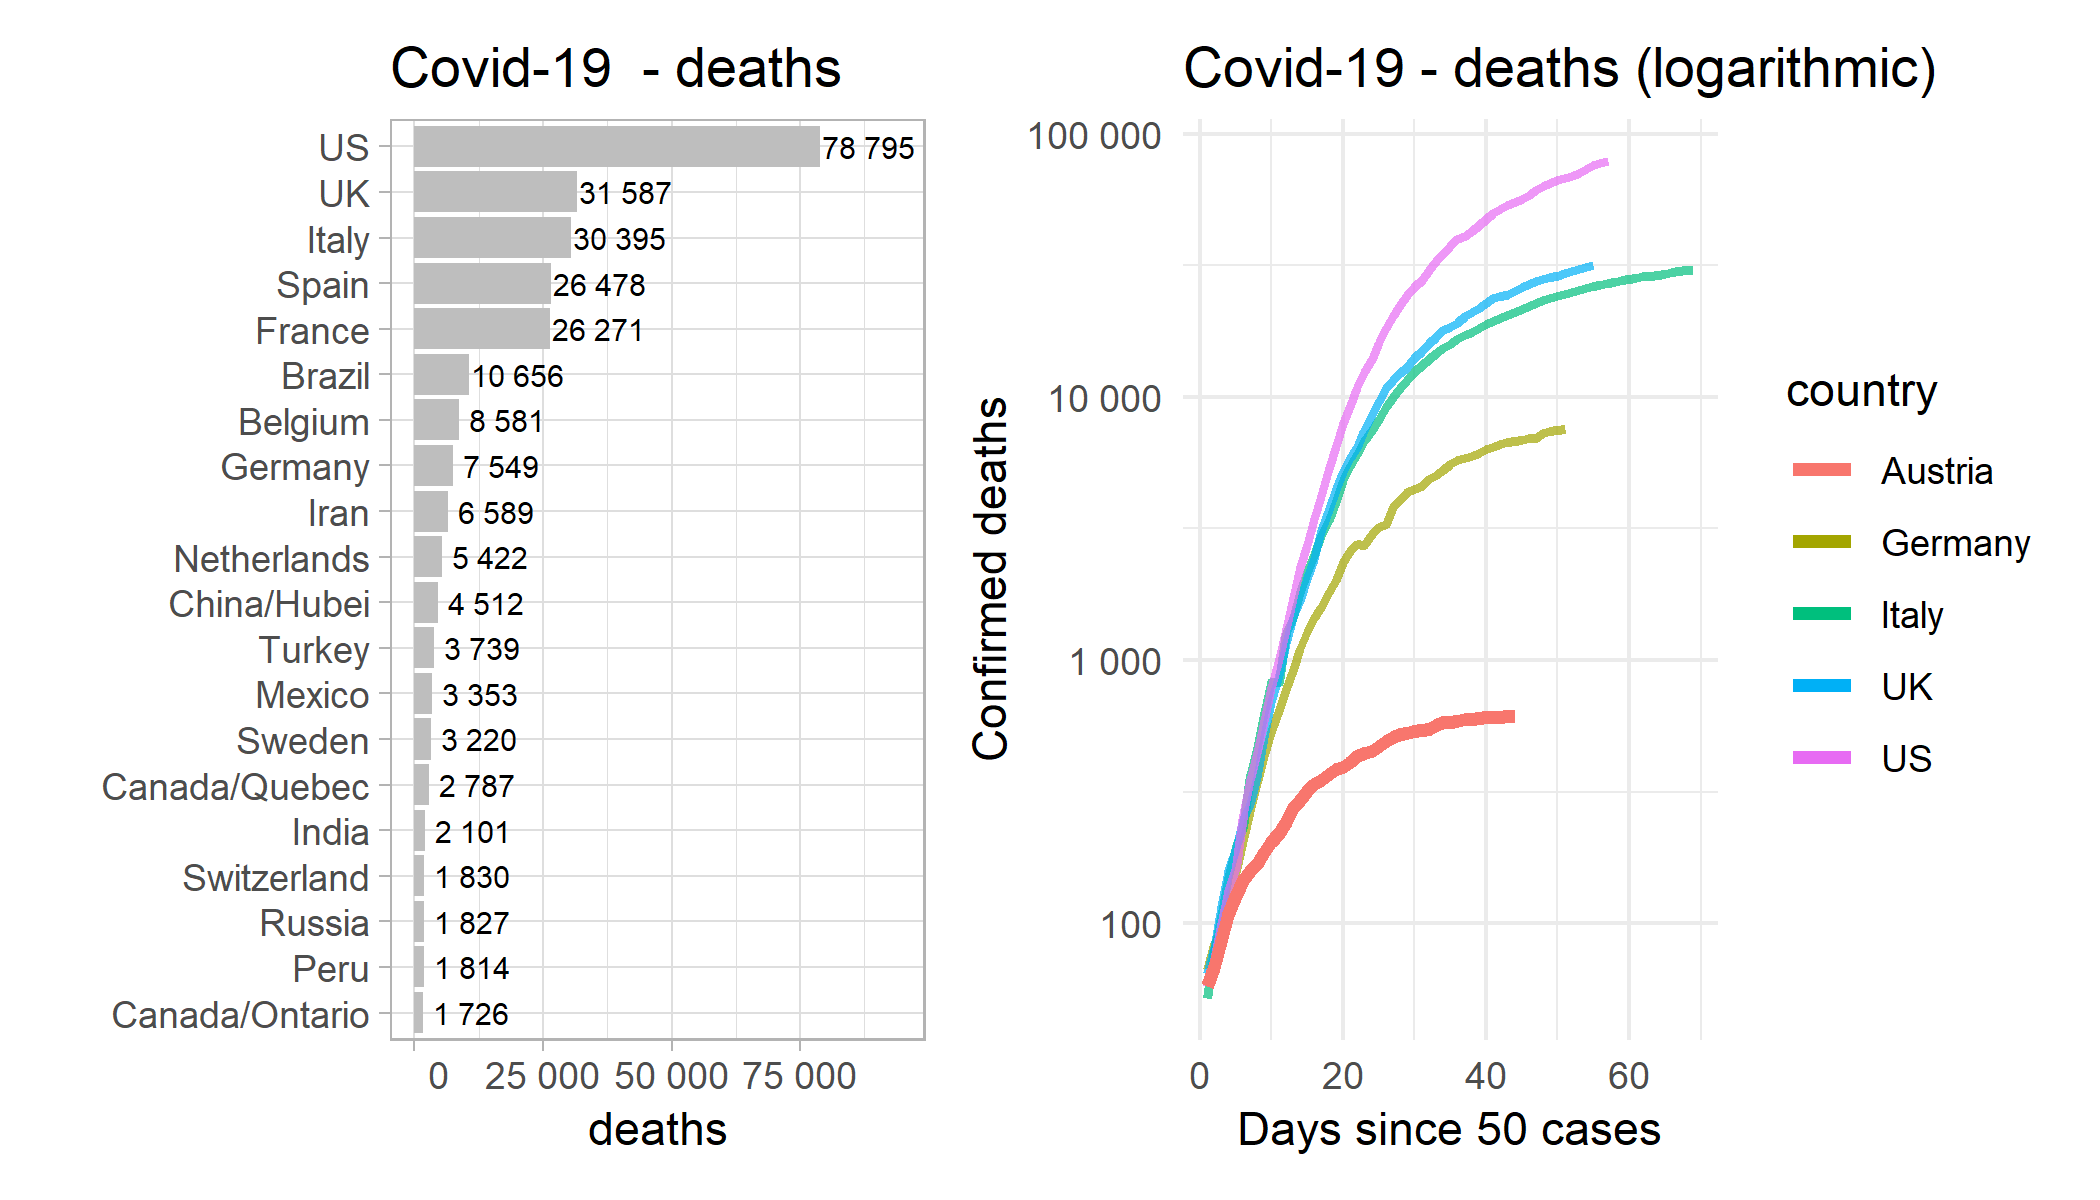 Covid-19  - deaths
US 78 795
UK 31 587
Italy 30 395
Spain 26 478
France 26 271
Brazil 10 656
Belgium 8 581
Germany 7 549
Iran 6 589
Netherlands 5 422
China/Hubei 4 512
Turkey 3 739
Mexico 3 353
Sweden 3 220
Canada/Quebec 2 787
India 2 101
Switzerland 1 830
Russia 1 827
Peru 1 814
Canada/Ontario 1 726
0 25 000 50 000 75 000
deaths
Covid-19 - deaths (logarithmic)
Confirmed deaths
100 000
10 000
1 000
100
0 20 40 60
Days since 50 cases
country
Austria
Germany
Italy
UK
US